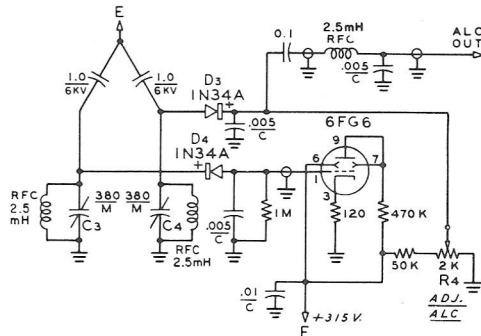 E
1.0
6KV
1.0
6KV
0.1
2.5mH
RFC
.005
C
ALC
OUT
D3
1N34A
+
.005
C
D4
1N34A
+
6FG6
9
6
7
1
3
RFC
2.5
mH
380
M
C3
380
M
C4
RFC
2.5mH
.005
C
1M
120
470K
50K
2K
R4
ADJ.
ALC
.01
C
+315V.
F